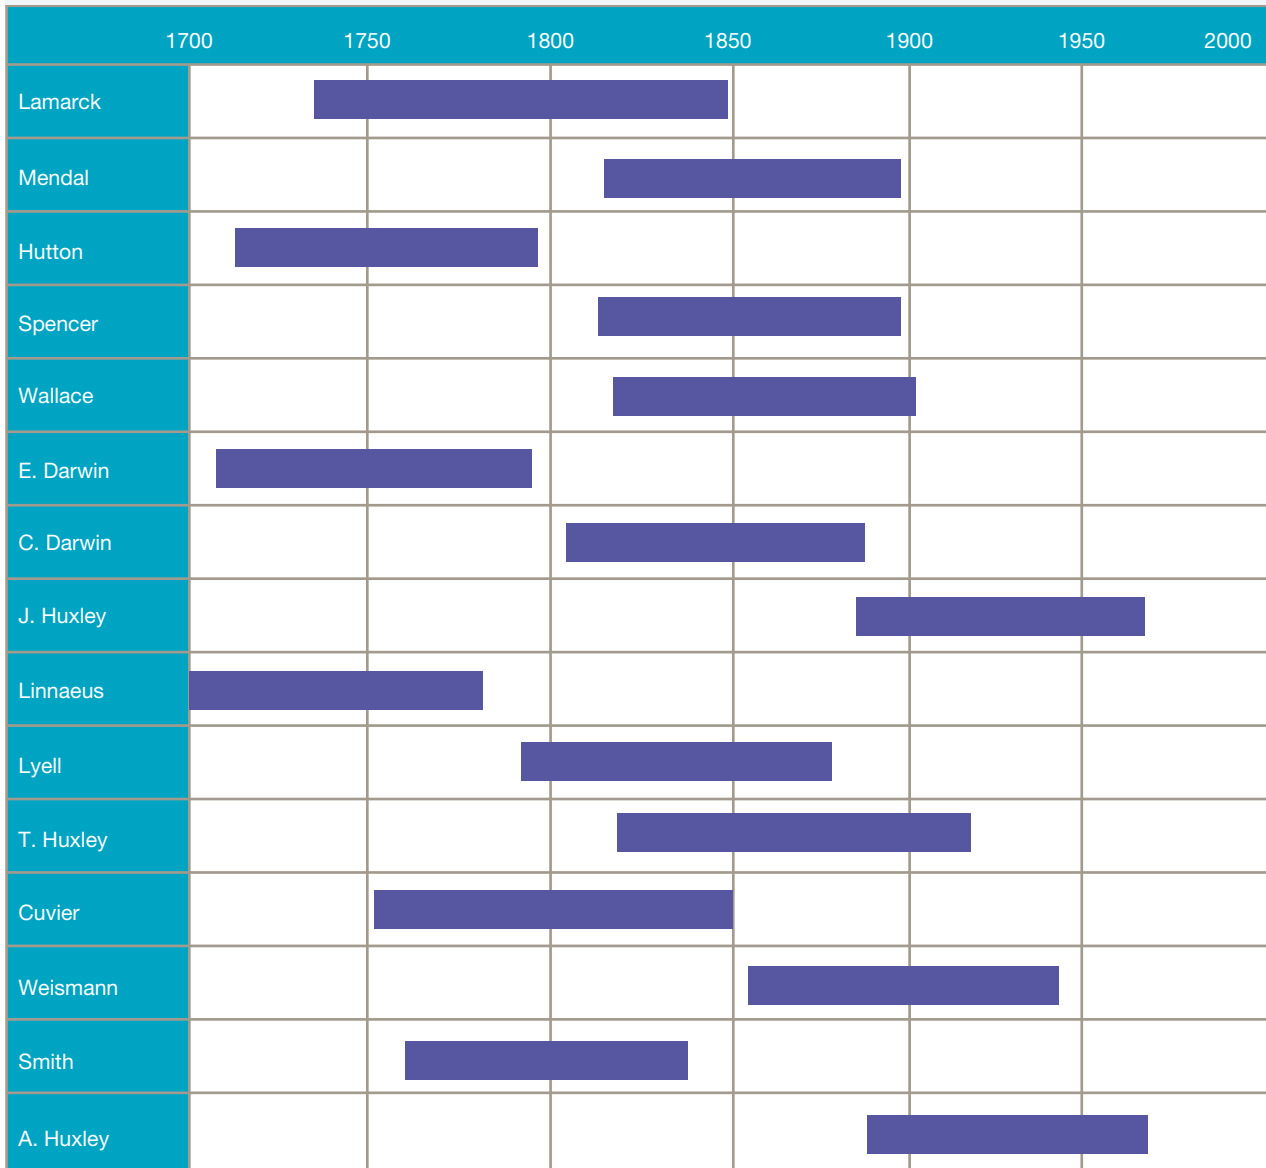 1700 1750 1800 1850 1900 1950 2000
Lamarck
Mendal
Hutton
Spencer
Wallace
E. Darwin
C. Darwin
J. Huxley
Linnaeus
Lyell
T. Huxley
Cuvier
Weismann
Smith
A. Huxley